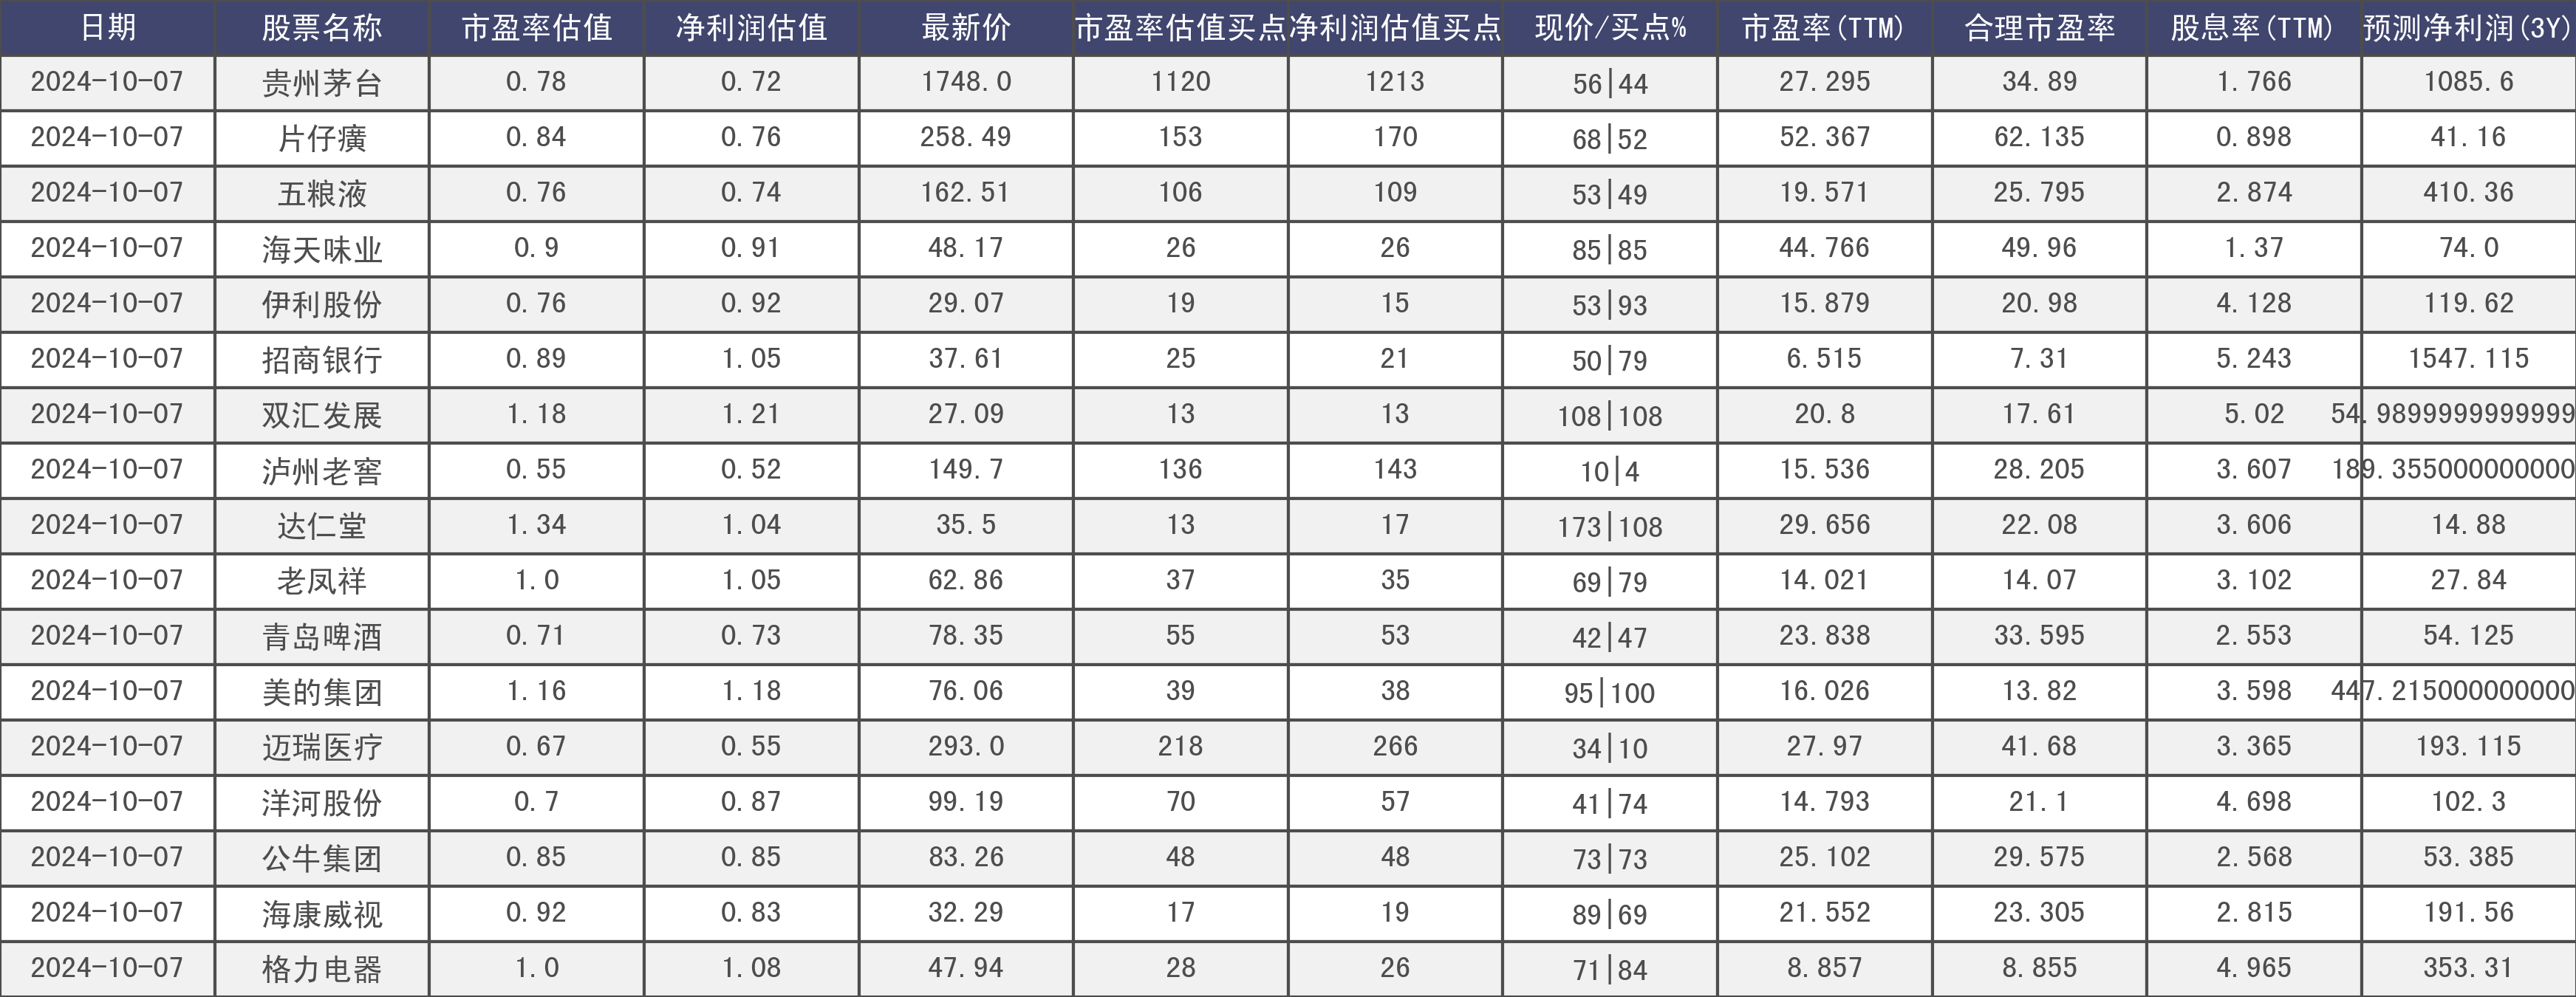 日期 股票名称 市盈率估值 净利润估值 最新价 市盈率估值买点 净利润估值买点 现价/买点% 市盈率(TTM) 合理市盈率 股息率(TTM) 预测净利润(3Y)
2024-10-07 贵州茅台 0.78 0.72 1748.0 1120 1213 56|44 27.295 34.89 1.766 1085.6
2024-10-07 片仔癀 0.84 0.76 258.49 153 170 68|52 52.367 62.135 0.898 41.16
2024-10-07 五粮液 0.76 0.74 162.51 106 109 53|49 19.571 25.795 2.874 410.36
2024-10-07 海天味业 0.9 0.91 48.17 26 26 85|85 44.766 49.96 1.37 74.0
2024-10-07 伊利股份 0.76 0.92 29.07 19 15 53|93 15.879 20.98 4.128 119.62
2024-10-07 招商银行 0.89 1.05 37.61 25 21 50|79 6.515 7.31 5.243 1547.115
2024-10-07 双汇发展 1.18 1.21 27.09 13 13 108|108 20.8 17.61 5.02 54.9899999999999
2024-10-07 泸州老窖 0.55 0.52 149.7 136 143 10|4 15.536 28.205 3.607 189.355000000000
2024-10-07 达仁堂 1.34 1.04 35.5 13 17 173|108 29.656 22.08 3.606 14.88
2024-10-07 老凤祥 1.0 1.05 62.86 37 35 69|79 14.021 14.07 3.102 27.84
2024-10-07 青岛啤酒 0.71 0.73 78.35 55 53 42|47 23.838 33.595 2.553 54.125
2024-10-07 美的集团 1.16 1.18 76.06 39 38 95|100 16.026 13.82 3.598 447.215000000000
2024-10-07 迈瑞医疗 0.67 0.55 293.0 218 266 34|10 27.97 41.68 3.365 193.115
2024-10-07 洋河股份 0.7 0.87 99.19 70 57 41|74 14.793 21.1 4.698 102.3
2024-10-07 公牛集团 0.85 0.85 83.26 48 48 73|73 25.102 29.575 2.568 53.385
2024-10-07 海康威视 0.92 0.83 32.29 17 19 89|69 21.552 23.305 2.815 191.56
2024-10-07 格力电器 1.0 1.08 47.94 28 26 71|84 8.857 8.855 4.965 353.31